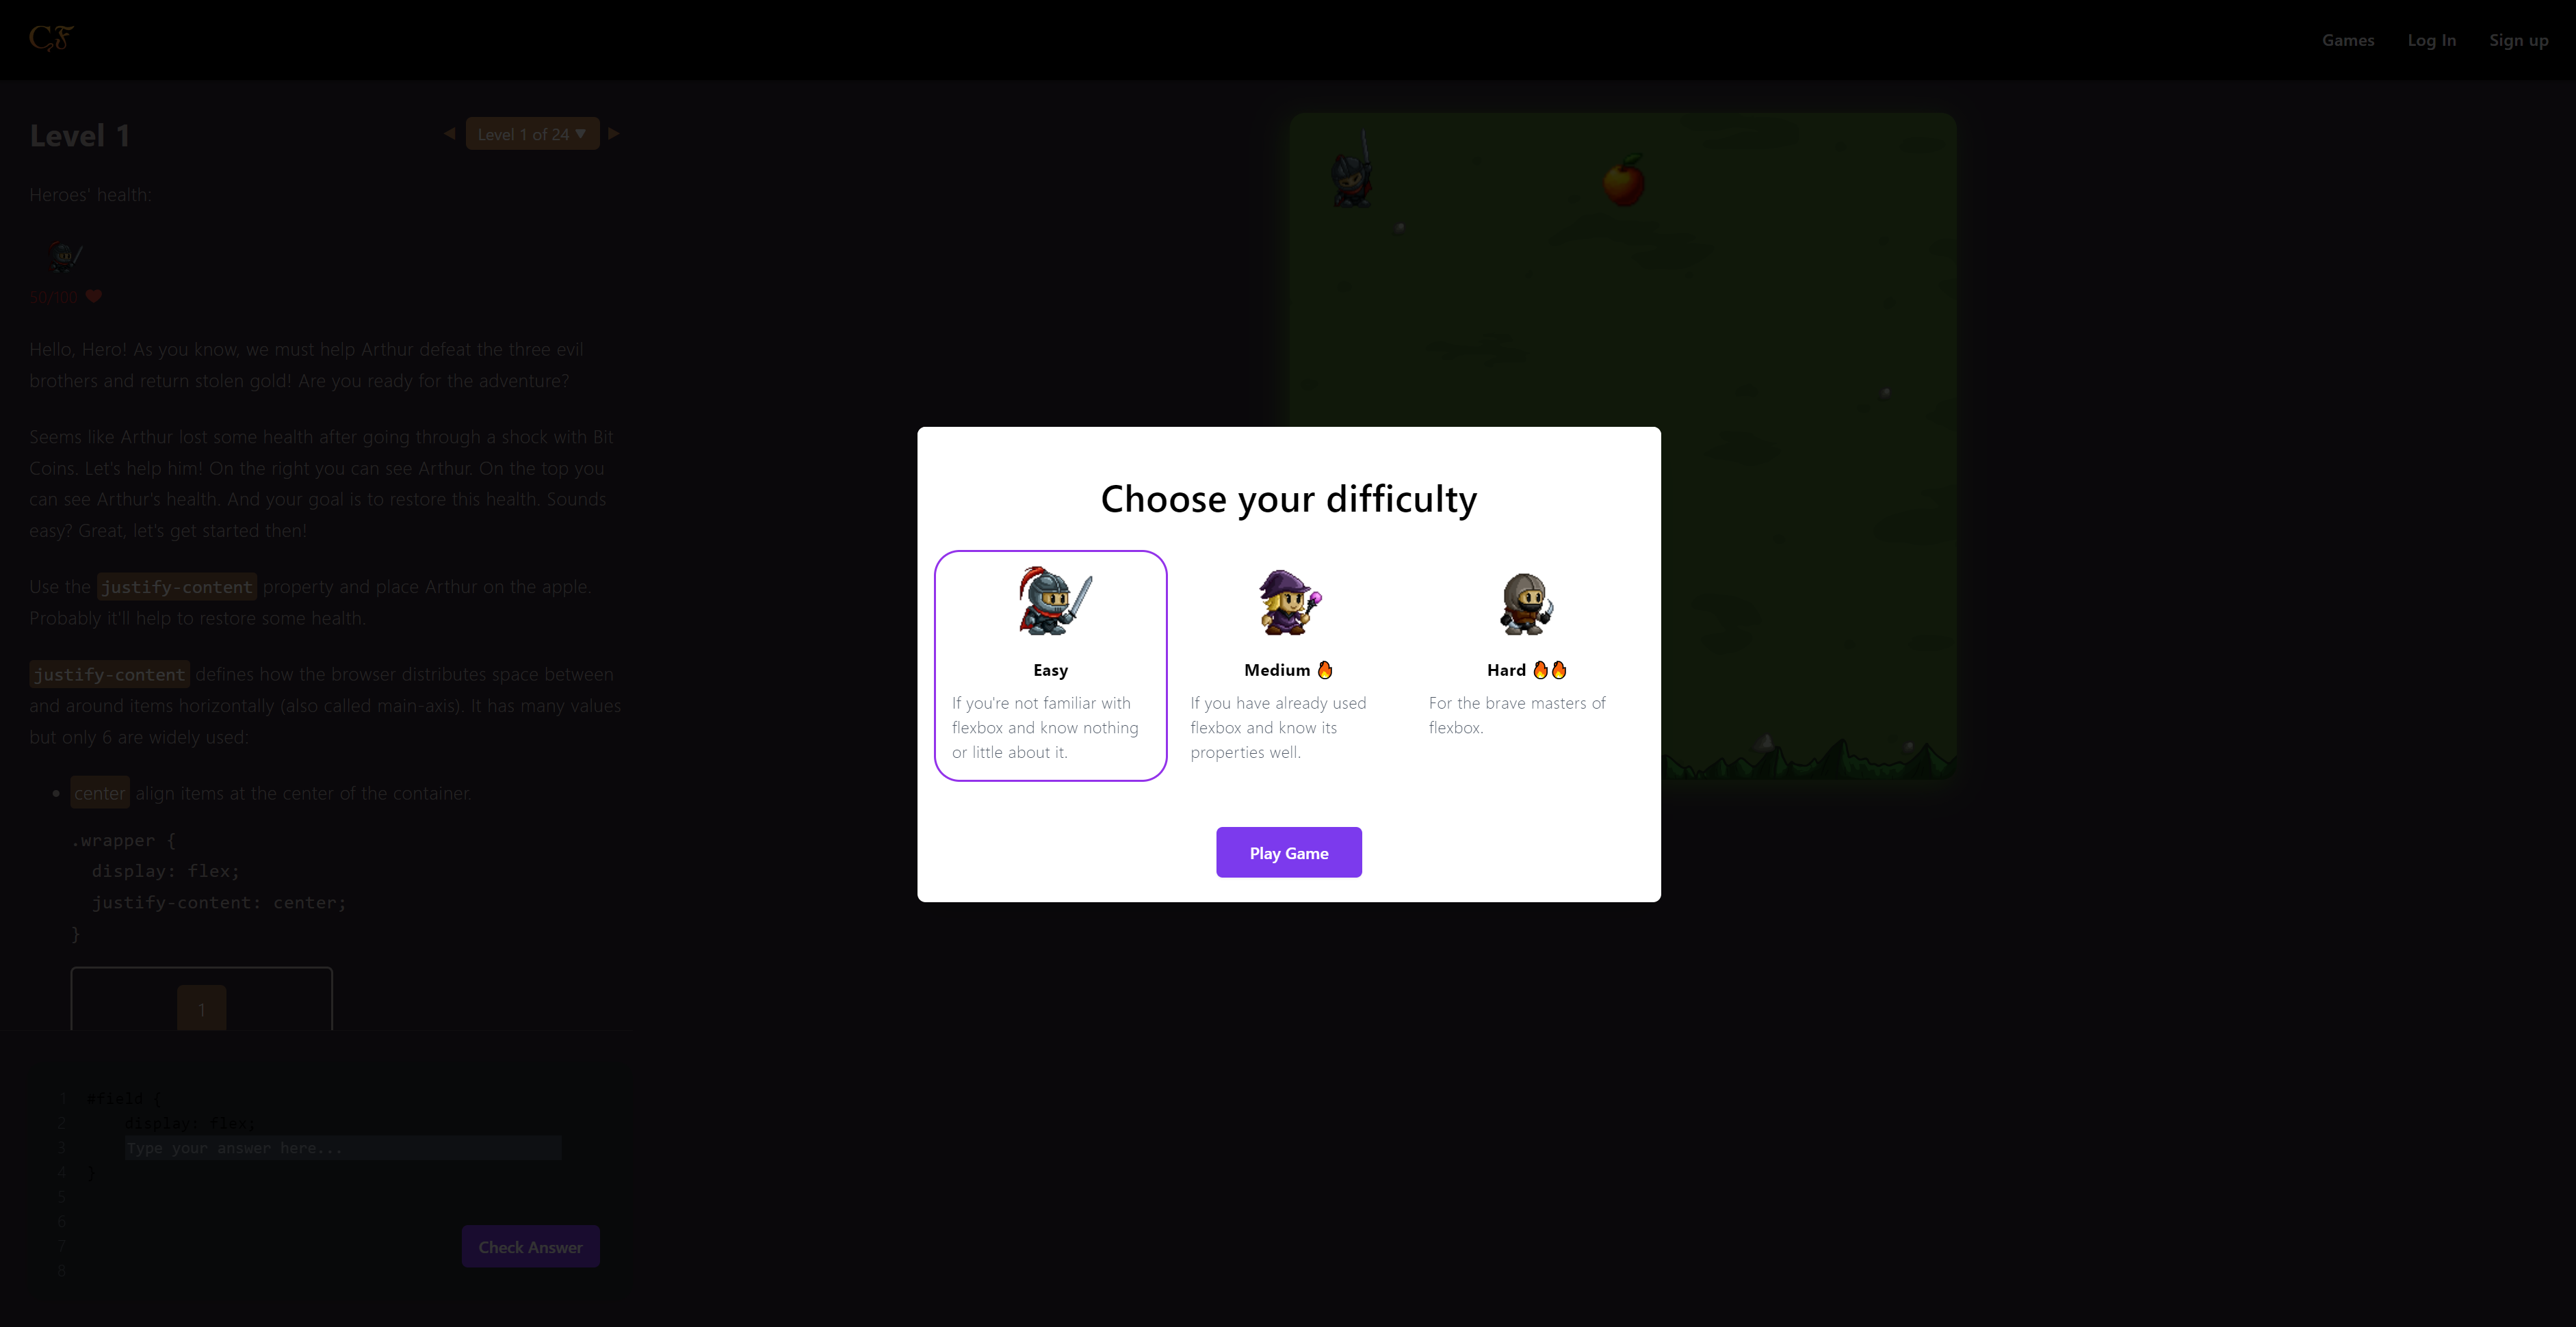 CF
Games
Log In
Sign up
Level 1
Level 1 of 24 ▼
Heroes' health:
50/100
Hello, Hero! As you know, we must help Arthur defeat the three evil
brothers and return stolen gold! Are you ready for the adventure?
Seems like Arthur lost some health after going through a shock with Bit
Coins. Let's help him! On the right you can see Arthur. On the top you
can see Arthur's health. And your goal is to restore this health. Sounds
easy? Great, let's get started then!
Use the justify-content property and place Arthur on the apple.
Probably it'll help to restore some health.
justify-content defines how the browser distributes space between
and around items horizontally (also called main-axis). It has many values
but only 6 are widely used:
center align items at the center of the container.
.wrapper {
display: flex;
justify-content: center;
}
1
1 #field {
2 display: flex;
3 Type your answer here...
4 }
5
6
7
8
Check Answer
Choose your difficulty
Easy
If you're not familiar with
flexbox and know nothing
or little about it.
Medium 🔥
If you have already used
flexbox and know its
properties well.
Hard 🔥🔥
For the brave masters of
flexbox.
Play Game